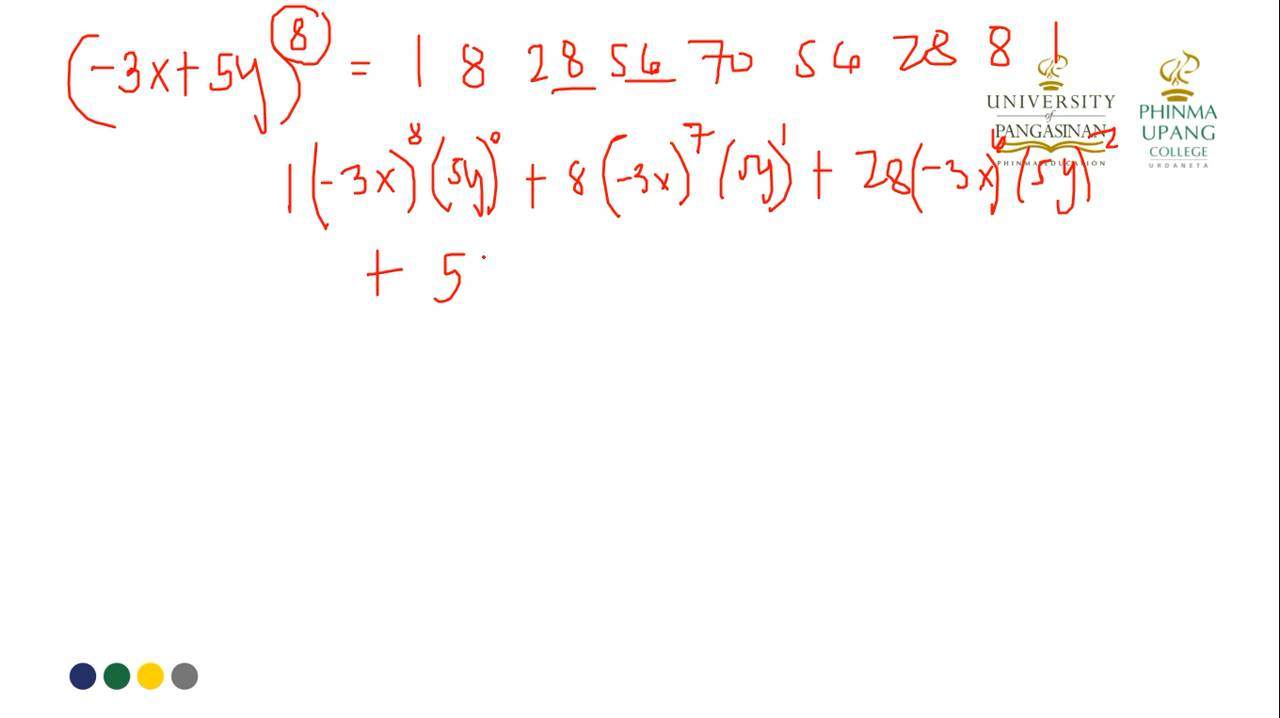 (-3x+5y)^8 = 1 8 28 56 70 56 28 8 1
UNIVERSITY
of
PANGASINAN
PHINMA EDUCATION
PHINMA
UPANG
COLLEGE
URDANETA
1(-3x)^8(5y)^0 + 8(-3x)^7(5y)^1 + 28(-3x)^6(5y)^2
+ 5